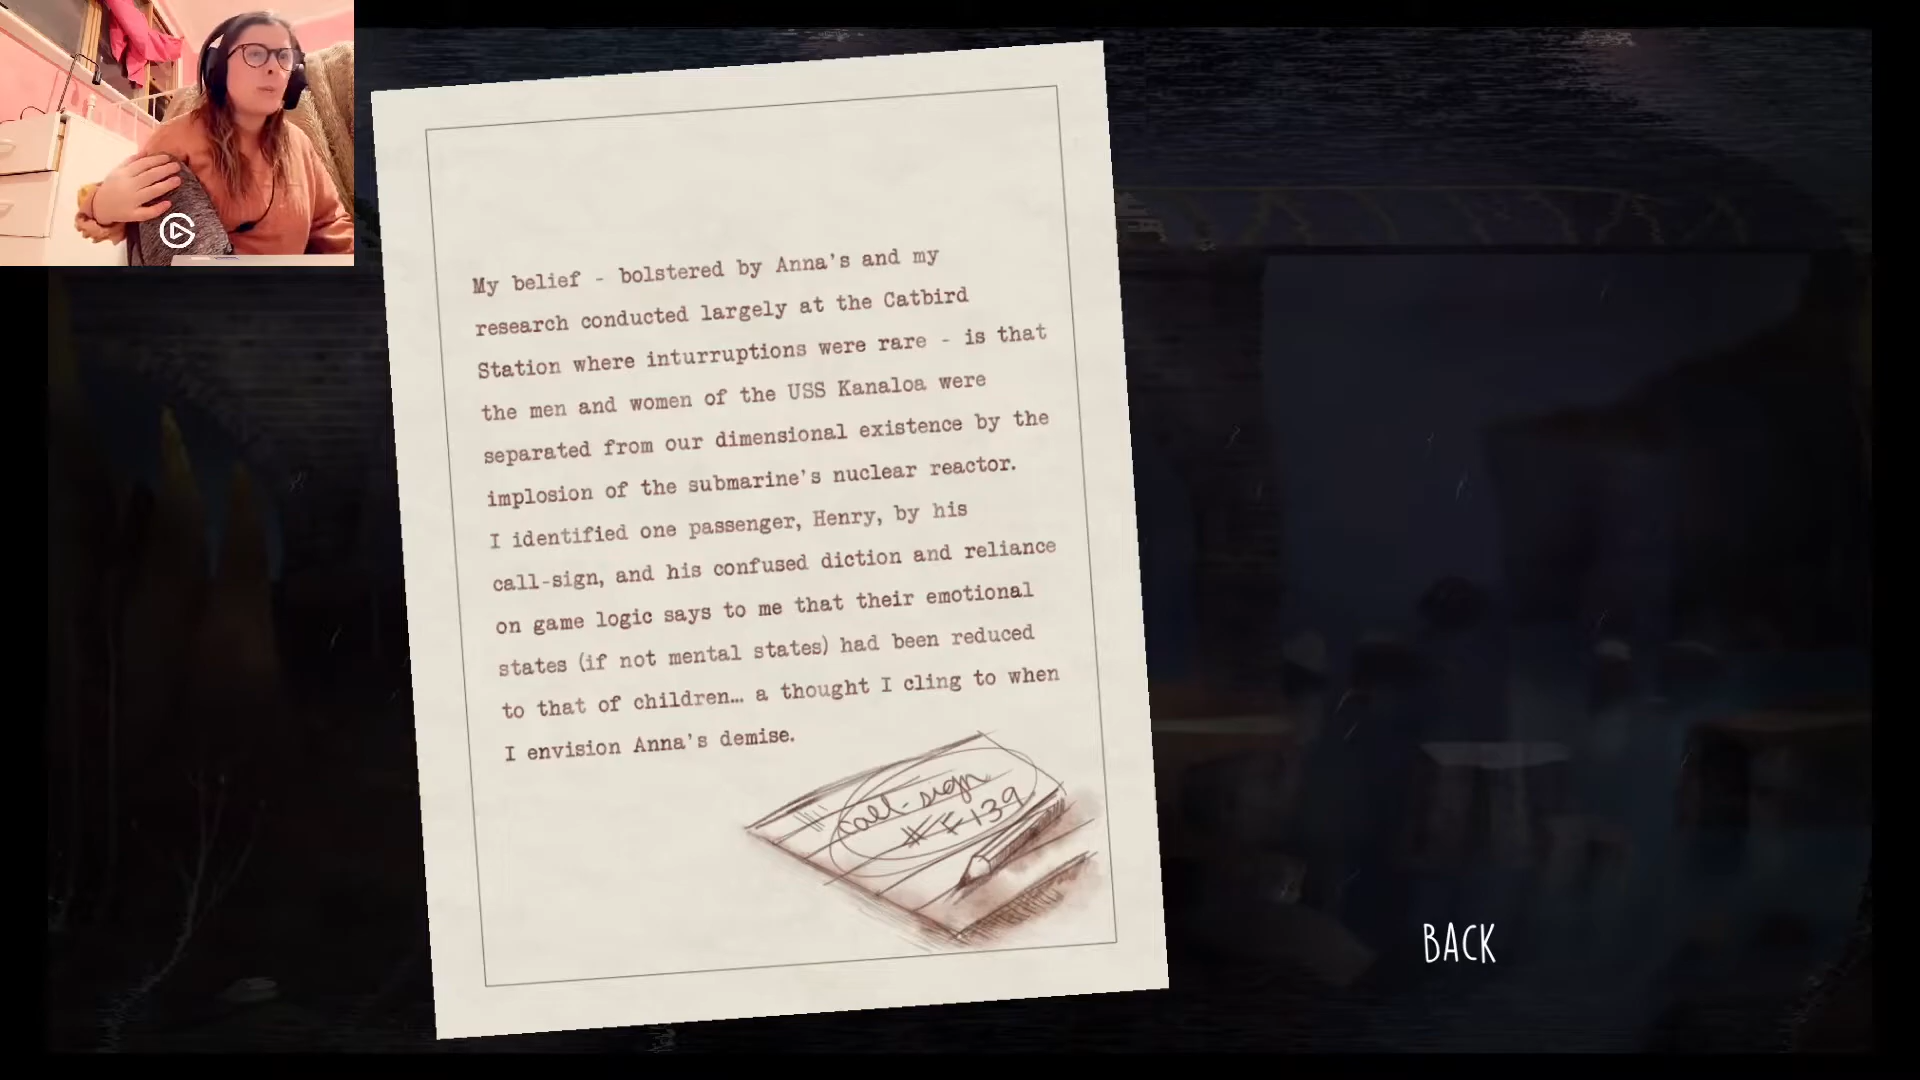 My belief - bolstered by Anna's and my
research conducted largely at the Catbird
Station where inturruptions were rare - is that
the men and women of the USS Kanaloa were
separated from our dimensional existence by the
implosion of the submarine's nuclear reactor.
I identified one passenger, Henry, by his
call-sign, and his confused diction and reliance
on game logic says to me that their emotional
states (if not mental states) had been reduced
to that of children... a thought I cling to when
I envision Anna's demise.
call-sign
139
BACK